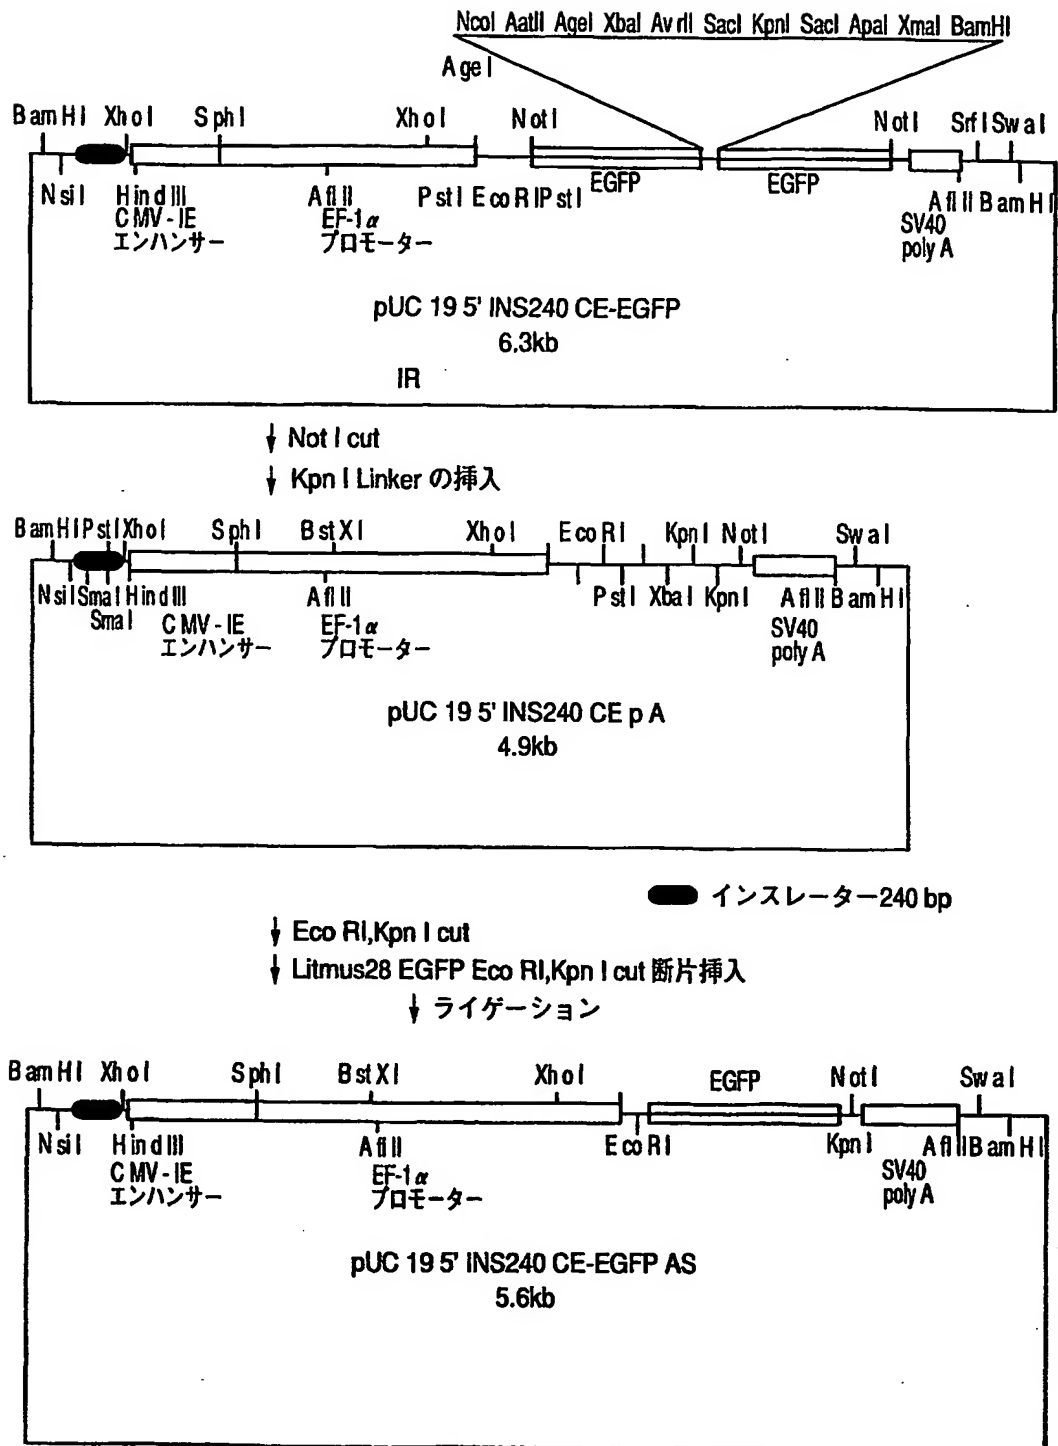 NcoI AatII AgeI XbaI AvrII SacI KpnI SacI ApaI XmaI BamHI
AgeI
BamHI XhoI SphI XhoI NotI NotI SrfI SwaI
EGFP EGFP
NsiI HindIII AflII PstI EcoRI PstI AflII BamHI
CMV-IE EF-1α SV40
エンハンサー プロモーター poly A
pUC 19 5' INS240 CE-EGFP
6.3kb
IR
↓ Not I cut
↓ Kpn I Linker の挿入
BamHI PstI XhoI SphI BstXI XhoI EcoRI KpnI NotI SwaI
NsiI SmaI HindIII AflII PstI XbaI KpnI AflII BamHI
SmaI CMV-IE EF-1α SV40
エンハンサー プロモーター poly A
pUC 19 5' INS240 CE p A
4.9kb
インスレーター240 bp
↓ Eco RI,Kpn I cut
↓ Litmus28 EGFP Eco RI,Kpn I cut 断片挿入
↓ ライゲーション
BamHI XhoI SphI BstXI XhoI EGFP NotI SwaI
NsiI HindIII AflII EcoRI KpnI AflII BamHI
CMV-IE EF-1α SV40
エンハンサー プロモーター poly A
pUC 19 5' INS240 CE-EGFP AS
5.6kb